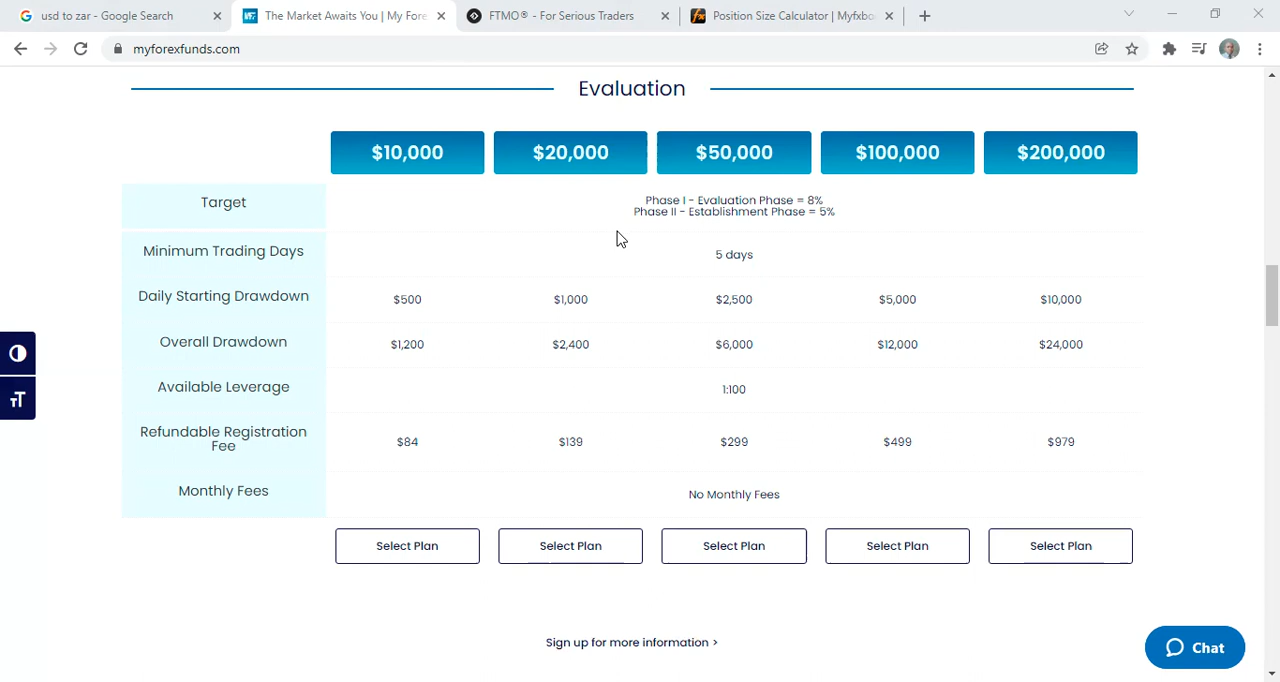 usd to zar - Google Search
The Market Awaits You | My Fore
FTMO® - For Serious Traders
Position Size Calculator | Myfxbo
myforexfunds.com
Evaluation
$10,000 $20,000 $50,000 $100,000 $200,000
Target
Phase I - Evaluation Phase = 8%
Phase II - Establishment Phase = 5%
Minimum Trading Days
5 days
Daily Starting Drawdown
$500 $1,000 $2,500 $5,000 $10,000
Overall Drawdown
$1,200 $2,400 $6,000 $12,000 $24,000
Available Leverage
1:100
Refundable Registration
Fee
$84 $139 $299 $499 $979
Monthly Fees
No Monthly Fees
Select Plan Select Plan Select Plan Select Plan Select Plan
Sign up for more information >
Chat